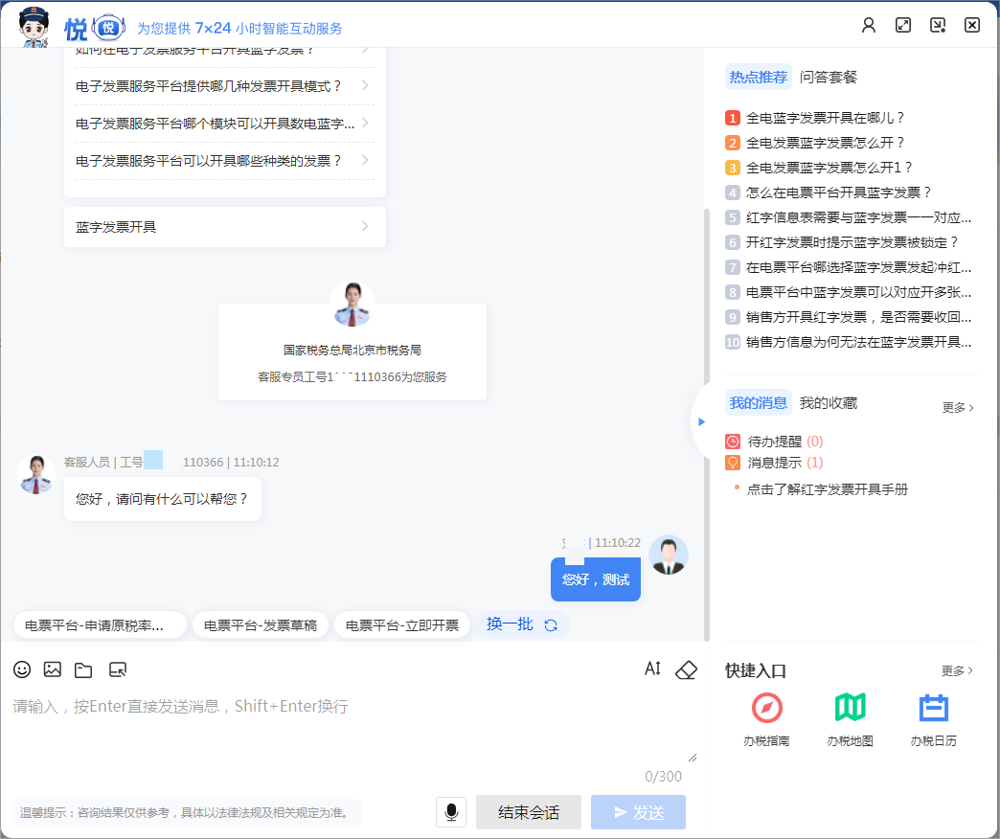 悦 悦 为您提供 7×24 小时智能互动服务
如何在电子发票服务平台开具蓝字发票？
电子发票服务平台提供哪几种发票开具模式？
电子发票服务平台哪个模块可以开具数电蓝字...
电子发票服务平台可以开具哪些种类的发票？
蓝字发票开具
国家税务总局北京市税务局
客服专员工号1 1110366为您服务
客服人员 | 工号 110366 | 11:10:12
您好，请问有什么可以帮您？
| 11:10:22
您好，测试
电票平台-申请原税率...
电票平台-发票草稿
电票平台-立即开票
换一批
请输入，按Enter直接发送消息，Shift+Enter换行
0/300
温馨提示：咨询结果仅供参考，具体以法律法规及相关规定为准。
结束会话
发送
热点推荐 问答套餐
1 全电蓝字发票开具在哪儿？
2 全电发票蓝字发票怎么开？
3 全电发票蓝字发票怎么开1？
4 怎么在电票平台开具蓝字发票？
5 红字信息表需要与蓝字发票一一对应...
6 开红字发票时提示蓝字发票被锁定？
7 在电票平台哪选择蓝字发票发起冲红...
8 电票平台中蓝字发票可以对应开多张...
9 销售方开具红字发票，是否需要收回...
10 销售方信息为何无法在蓝字发票开具...
我的消息 我的收藏 更多
待办提醒 (0)
消息提示 (1)
点击了解红字发票开具手册
快捷入口 更多
办税指南
办税地图
办税日历